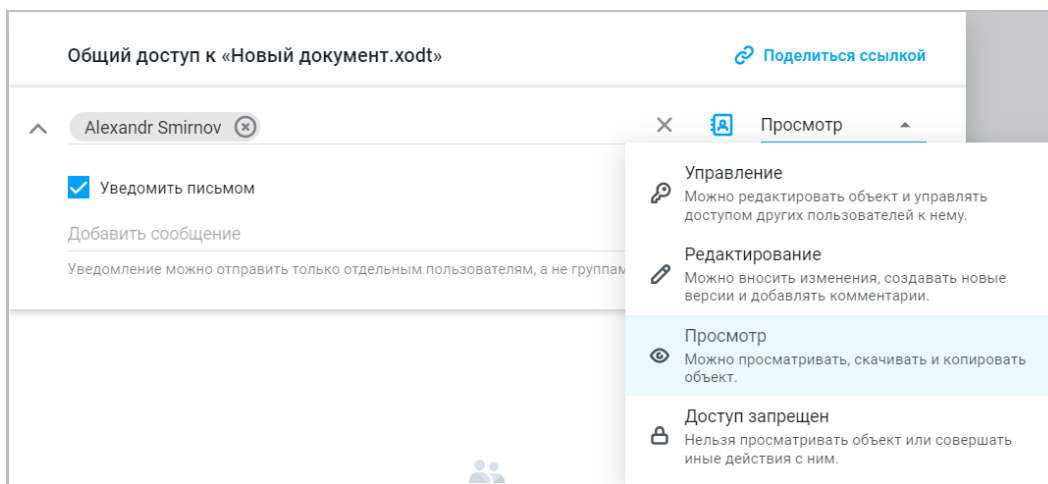 Общий доступ к «Новый документ.xodt»
Поделиться ссылкой
Alexandr Smirnov
Просмотр
Уведомить письмом
Добавить сообщение
Уведомление можно отправить только отдельным пользователям, а не группам
Управление
Можно редактировать объект и управлять
доступом других пользователей к нему.
Редактирование
Можно вносить изменения, создавать новые
версии и добавлять комментарии.
Просмотр
Можно просматривать, скачивать и копировать
объект.
Доступ запрещен
Нельзя просматривать объект или совершать
иные действия с ним.